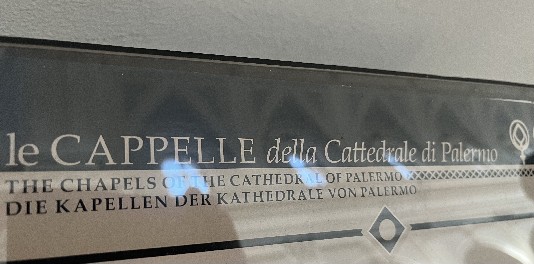 le CAPPELLE della Cattedrale di Palermo
THE CHAPELS OF THE CATHEDRAL OF PALERMO
DIE KAPELLEN DER KATHEDRALE VON PALERMO